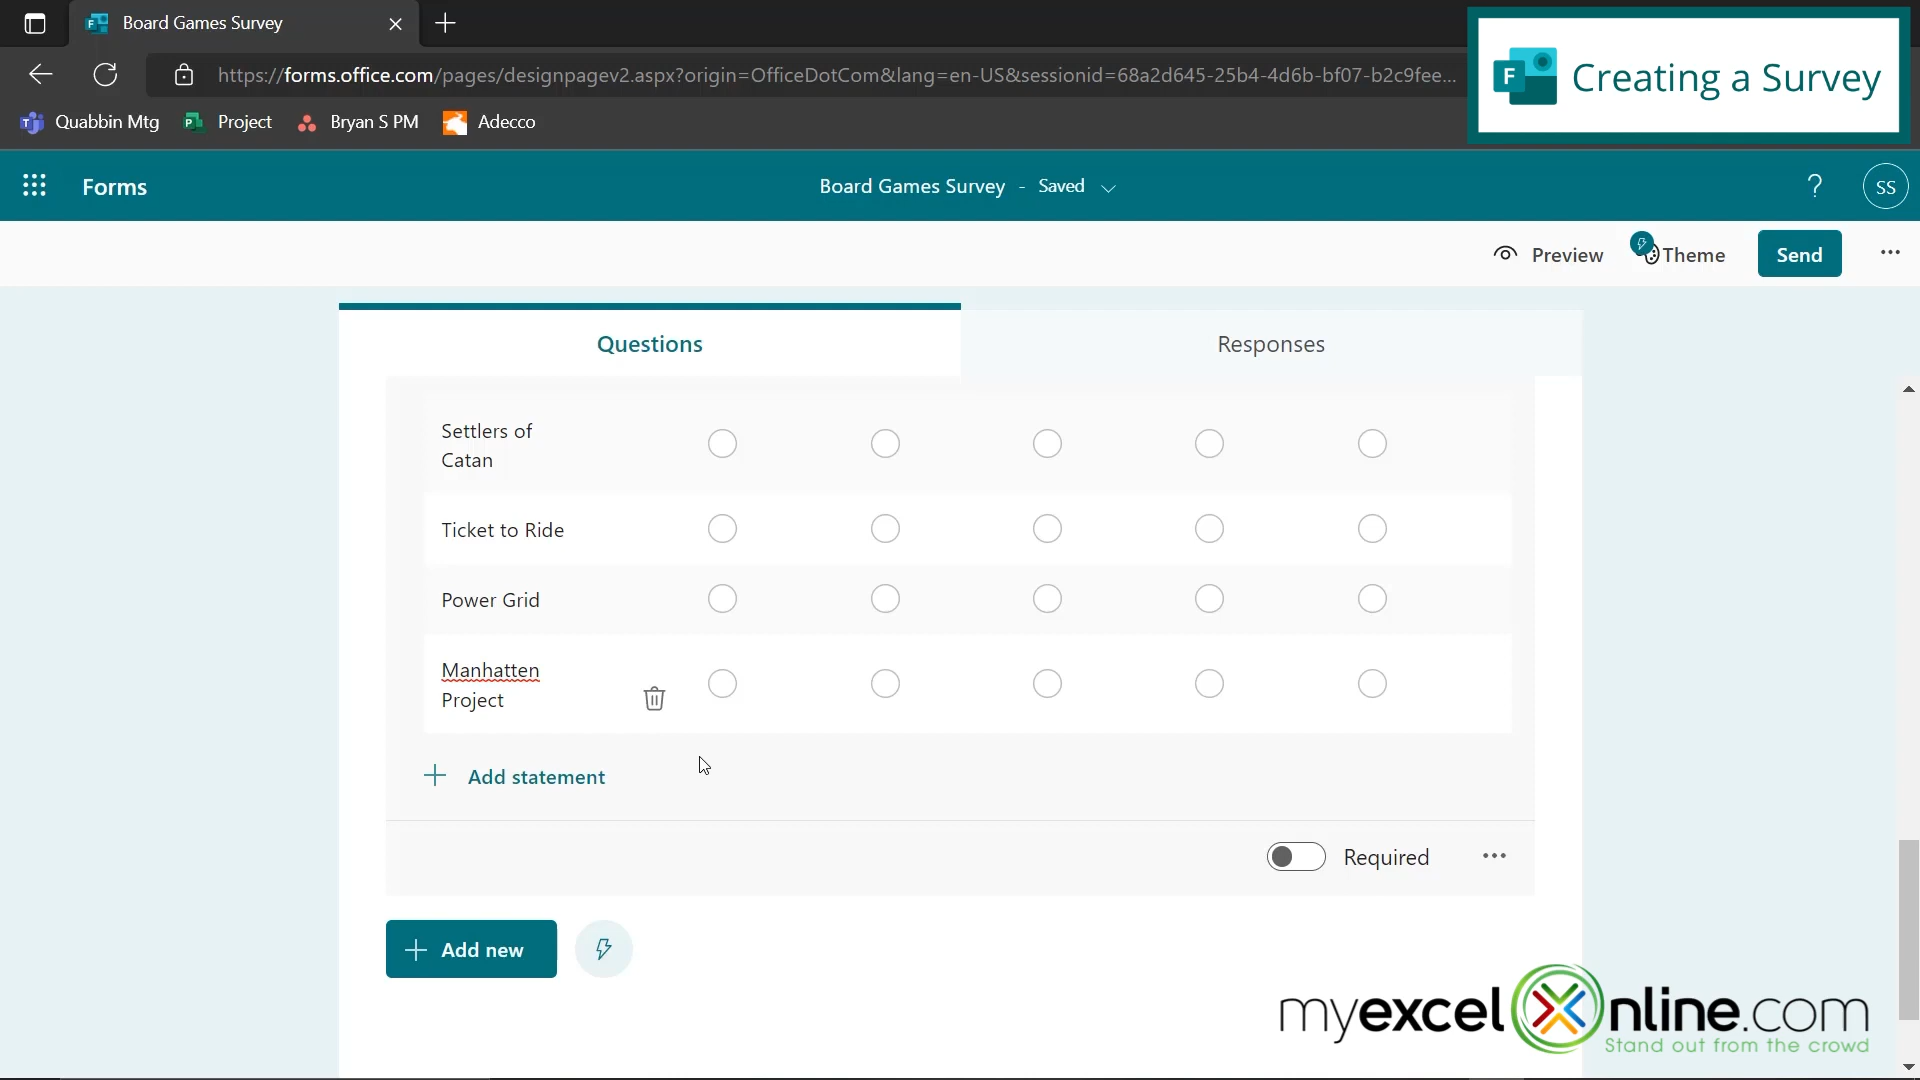 Board Games Survey
https://forms.office.com/pages/designpagev2.aspx?origin=OfficeDotCom&lang=en-US&sessionid=68a2d645-25b4-4d6b-bf07-b2c9fee...
F Creating a Survey
Quabbin Mtg Project Bryan S PM Adecco
Forms
Board Games Survey - Saved
? SS
Preview Theme Send ...
Questions Responses
Settlers of
Catan
Ticket to Ride
Power Grid
Manhatten
Project
+ Add statement
Required ...
+ Add new
myexcelOnline.com
Stand out from the crowd